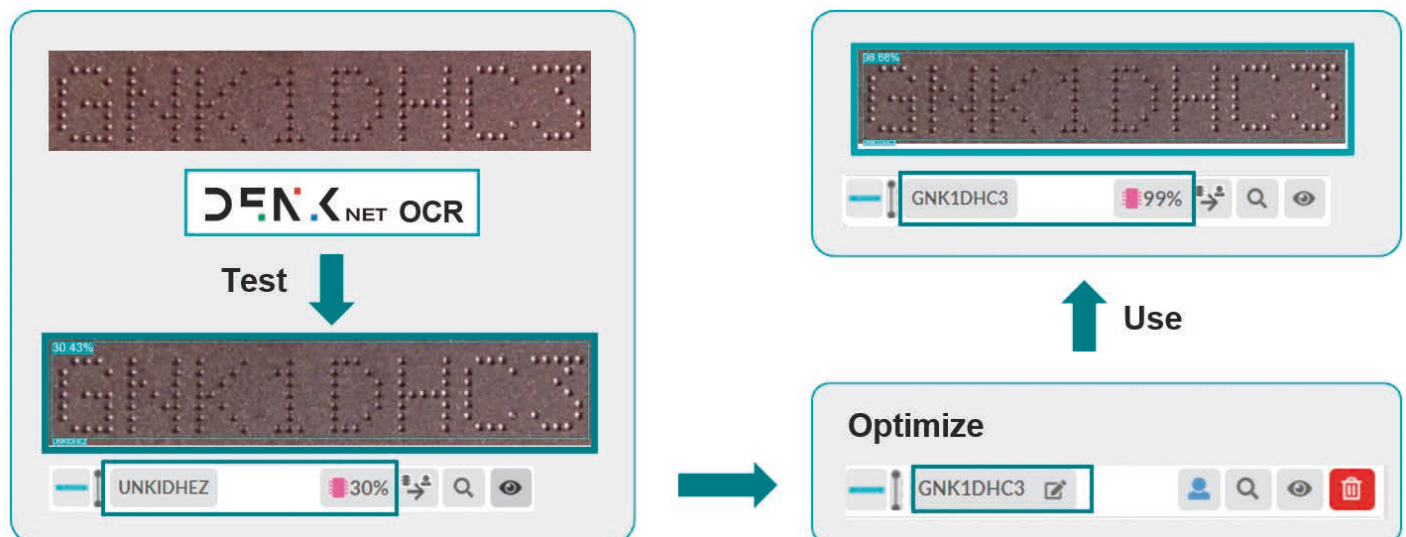 GNK1DHC3
DENK NET OCR
Test
30.43%
GNK1DHC3
UNKIDHEZ
30%
Optimize
GNK1DHC3
Use
98.68%
GNK1DHC3
GNK1DHC3
99%